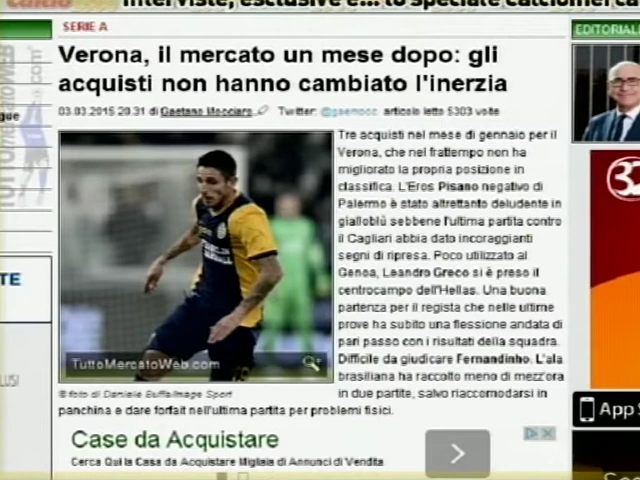 SERIE A
EDITORIAL
Verona, il mercato un mese dopo: gli
acquisti non hanno cambiato l'inerzia
03.03.2015 20.31 di Gaetano Mocciaro Twitter: @gaemocc articolo letto 5303 volte
Tre acquisti nel mese di gennaio per il
Verona, che nel frattempo non ha
migliorato la propria posizione in
classifica. L'Eros Pisano negativo di
Palermo è stato altrettanto deludente in
gialloblù sebbene l'ultima partita contro
il Cagliari abbia dato incoraggianti
segni di ripresa. Poco utilizzato al
Genoa, Leandro Greco si è preso il
centrocampo dell'Hellas. Una buona
partenza per il regista che nelle ultime
prove ha subito una flessione andata di
pari passo con i risultati della squadra.
Difficile da giudicare Fernandinho. L'ala
brasiliana ha raccolto meno di mezz'ora
in due partite, salvo riaccomodarsi in
panchina e dare forfait nell'ultima partita per problemi fisici.
TuttoMercatoWeb.com
© foto di Daniele Buffa/Image Sport
App S
Case da Acquistare
Cerca Qui la Casa da Acquistare Migliaia di Annunci di Vendita